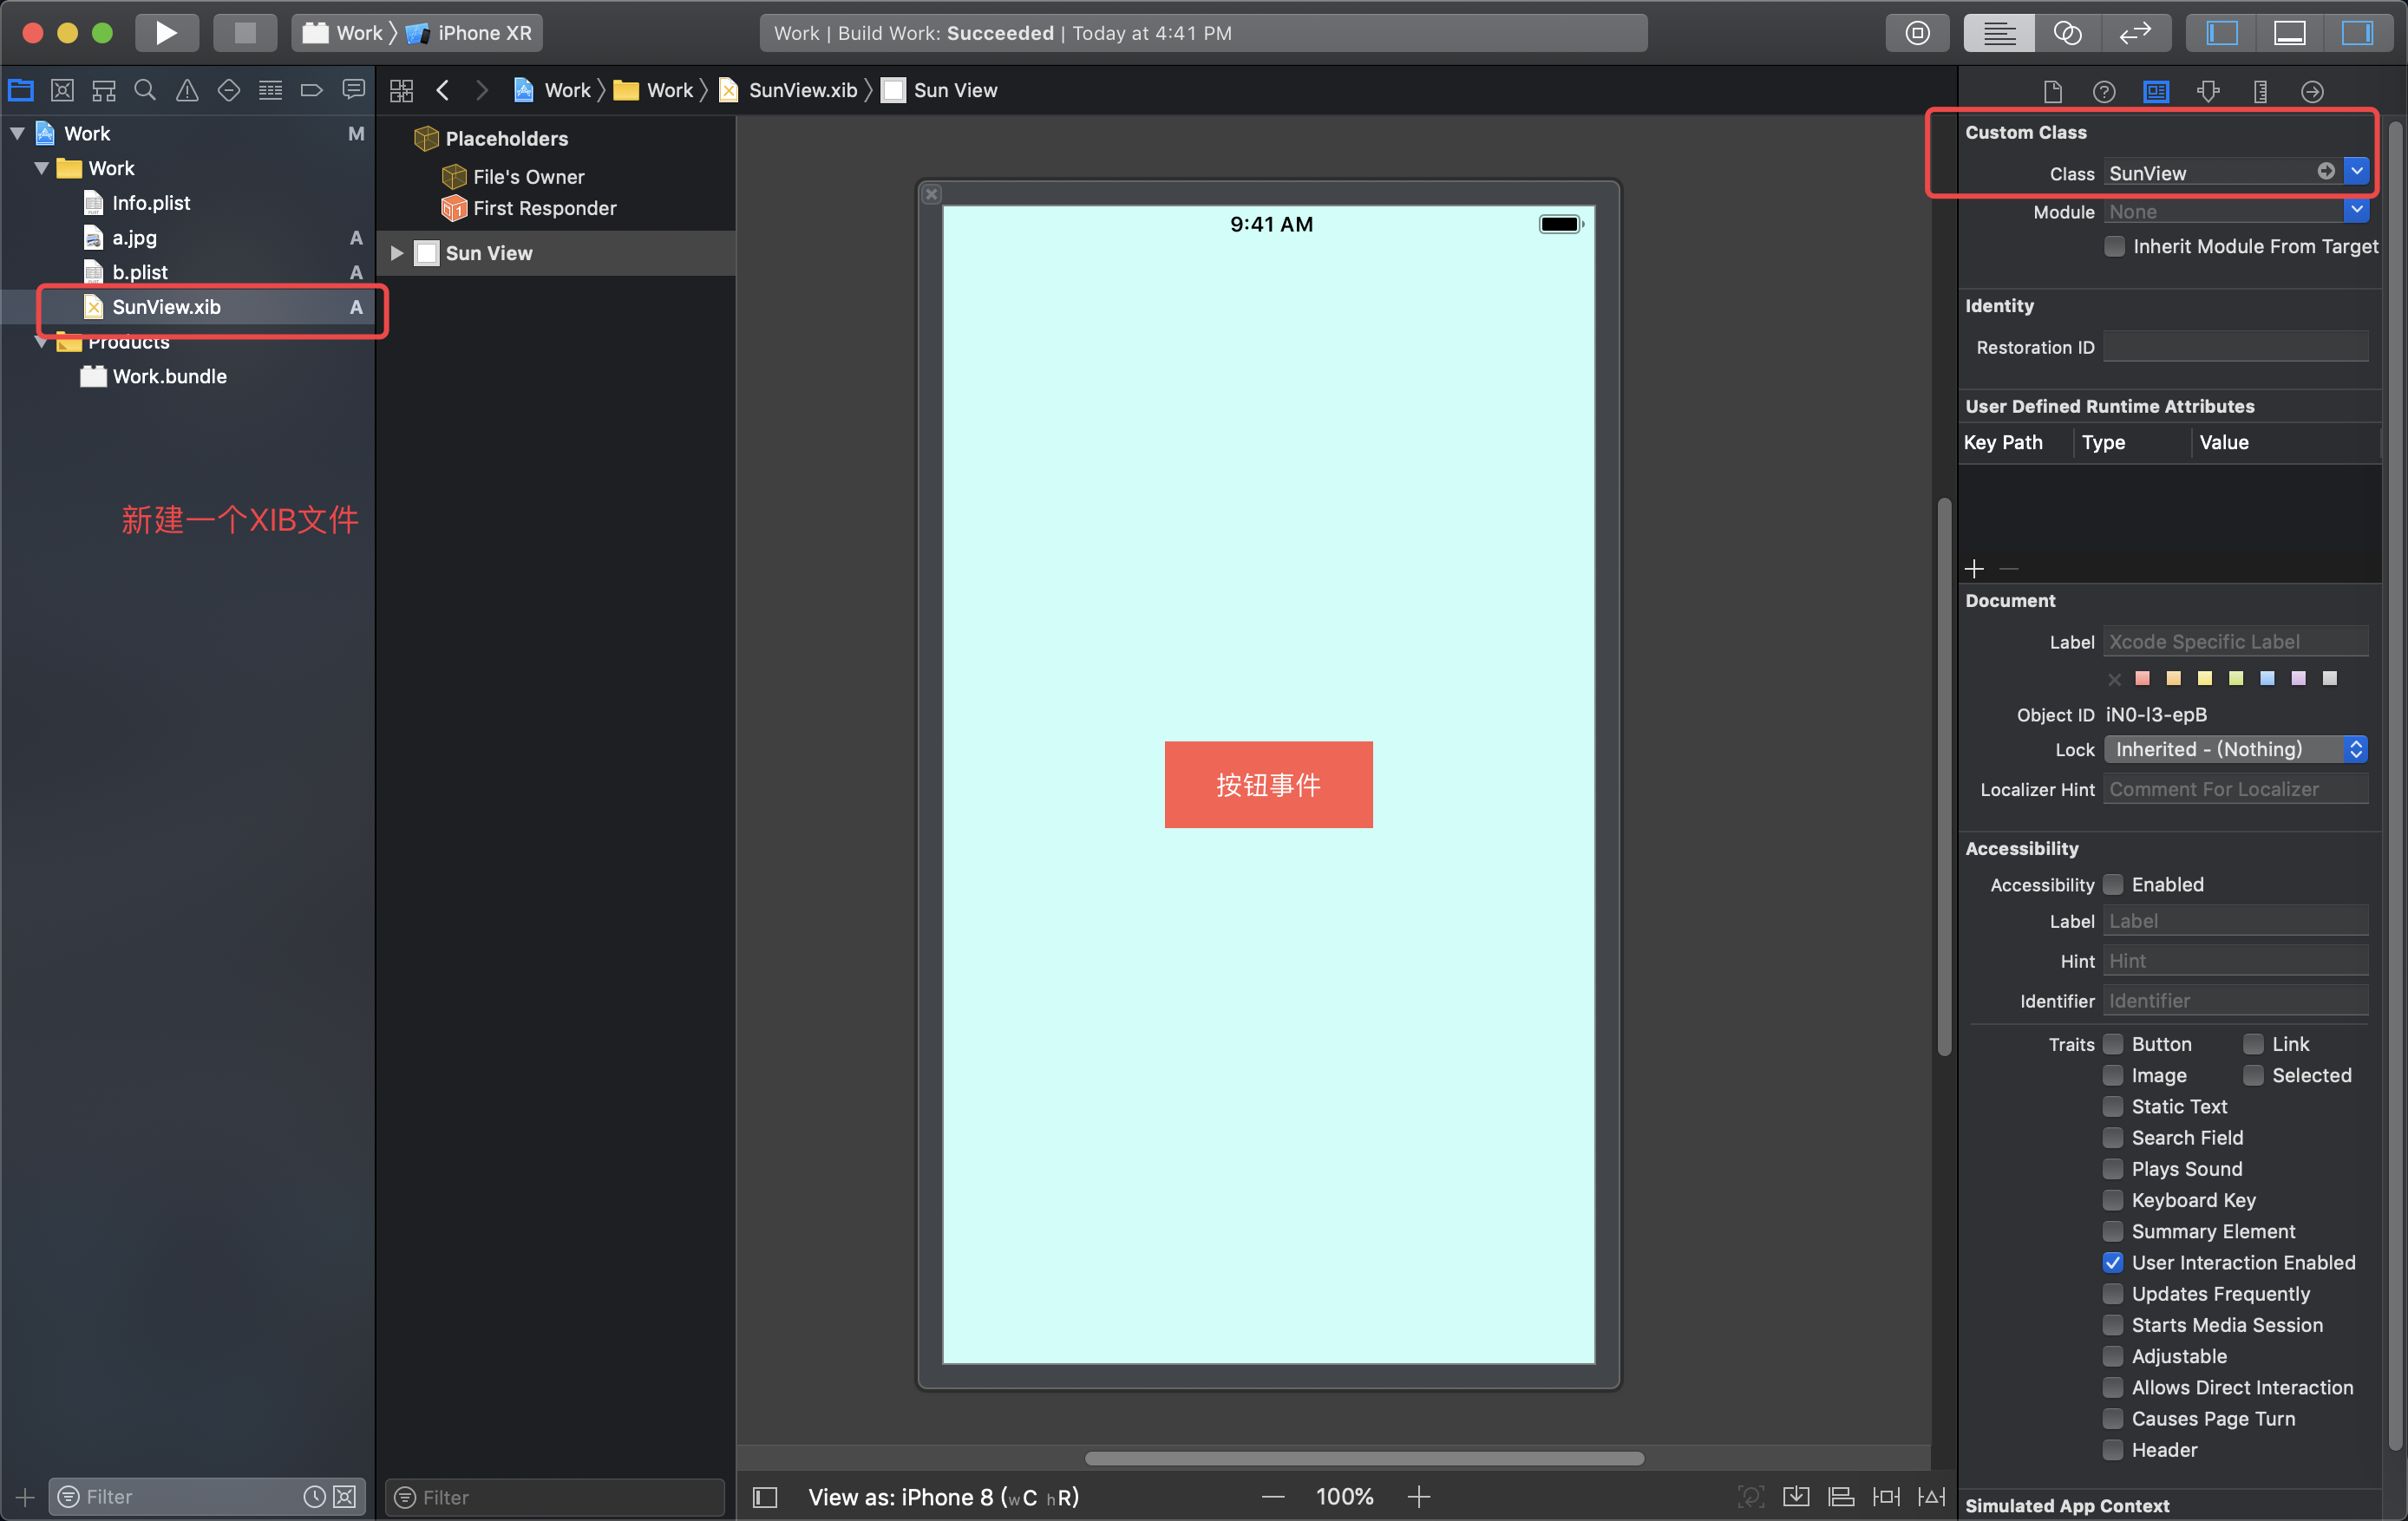 Work 〉 iPhone XR
Work | Build Work: Succeeded | Today at 4:41 PM
Work 〉 Work 〉 SunView.xib 〉 Sun View
Work M
Work
Info.plist
a.jpg A
b.plist A
SunView.xib A
Products
Work.bundle
新建一个XIB文件
Filter
Placeholders
File's Owner
First Responder
Sun View
Filter
9:41 AM
按钮事件
View as: iPhone 8 (wC hR)
100%
Custom Class
Class SunView
Module None
Inherit Module From Target
Identity
Restoration ID
User Defined Runtime Attributes
Key Path Type Value
Document
Label Xcode Specific Label
Object ID iN0-l3-epB
Lock Inherited - (Nothing)
Localizer Hint Comment For Localizer
Accessibility
Accessibility Enabled
Label Label
Hint Hint
Identifier Identifier
Traits Button Link
Image Selected
Static Text
Search Field
Plays Sound
Keyboard Key
Summary Element
User Interaction Enabled
Updates Frequently
Starts Media Session
Adjustable
Allows Direct Interaction
Causes Page Turn
Header
Simulated App Context